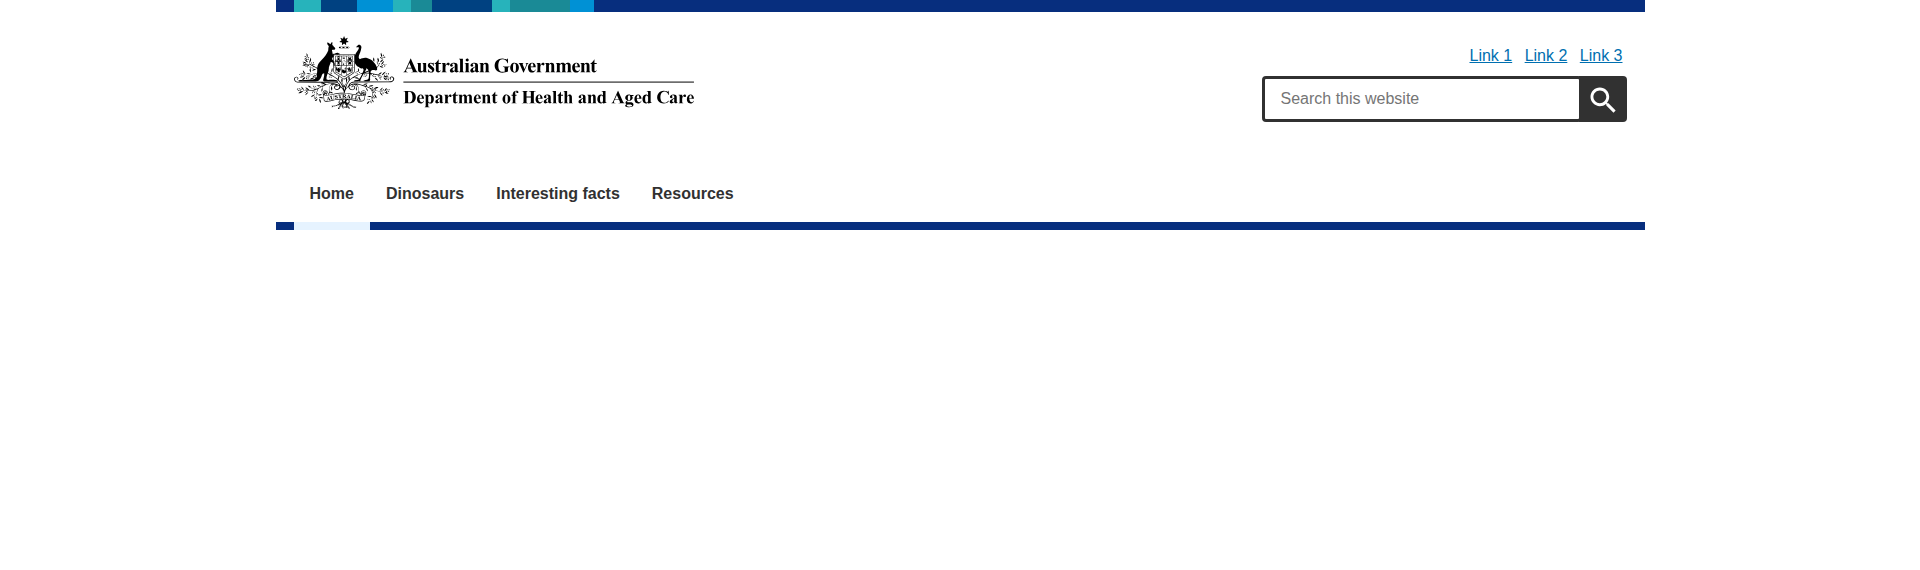 Link 1 Link 2 Link 3
Australian Government
Department of Health and Aged Care
AUSTRALIA
Search this website
Home Dinosaurs Interesting facts Resources